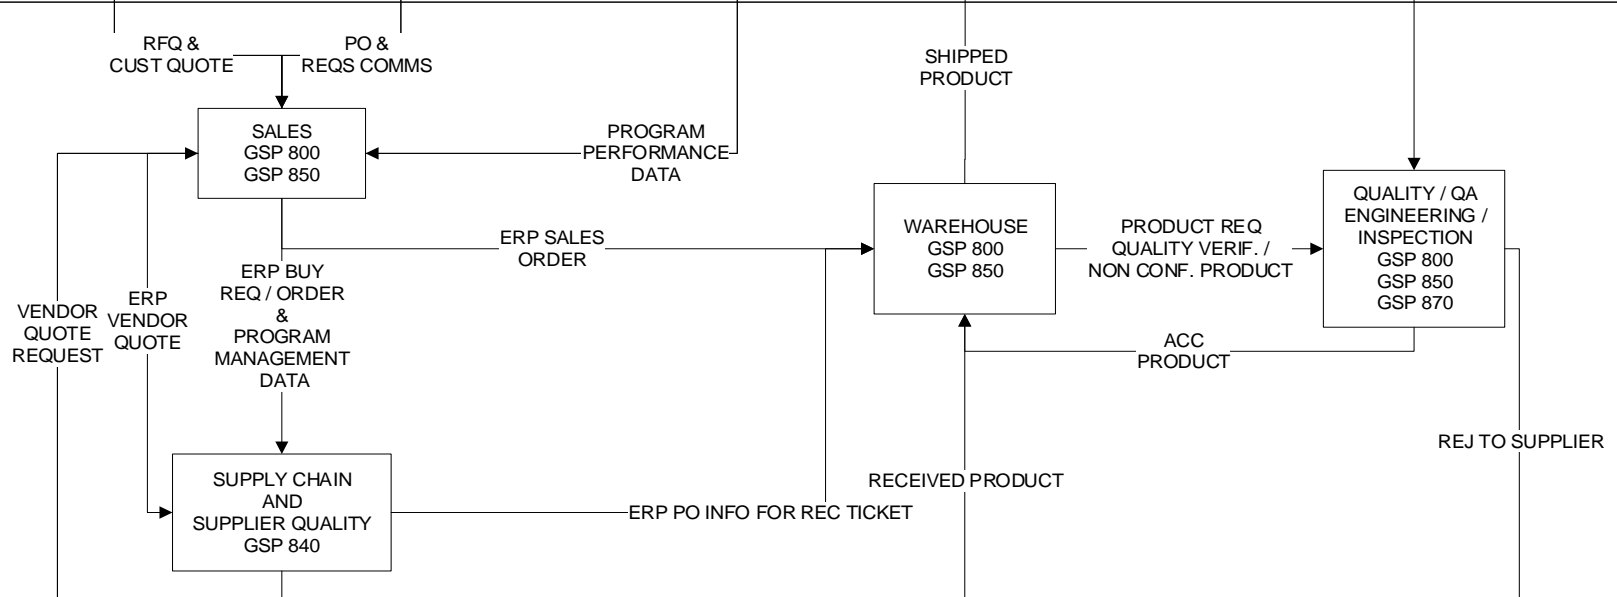 RFQ &
CUST QUOTE
PO &
REQS COMMS
SHIPPED
PRODUCT
SALES
GSP 800
GSP 850
PROGRAM
PERFORMANCE
DATA
WAREHOUSE
GSP 800
GSP 850
PRODUCT REQ
QUALITY VERIF. /
NON CONF. PRODUCT
QUALITY / QA
ENGINEERING /
INSPECTION
GSP 800
GSP 850
GSP 870
ERP SALES
ORDER
ERP BUY
REQ / ORDER
&
PROGRAM
MANAGEMENT
DATA
VENDOR
QUOTE
REQUEST
ERP
VENDOR
QUOTE
ACC
PRODUCT
REJ TO SUPPLIER
RECEIVED PRODUCT
SUPPLY CHAIN
AND
SUPPLIER QUALITY
GSP 840
ERP PO INFO FOR REC TICKET